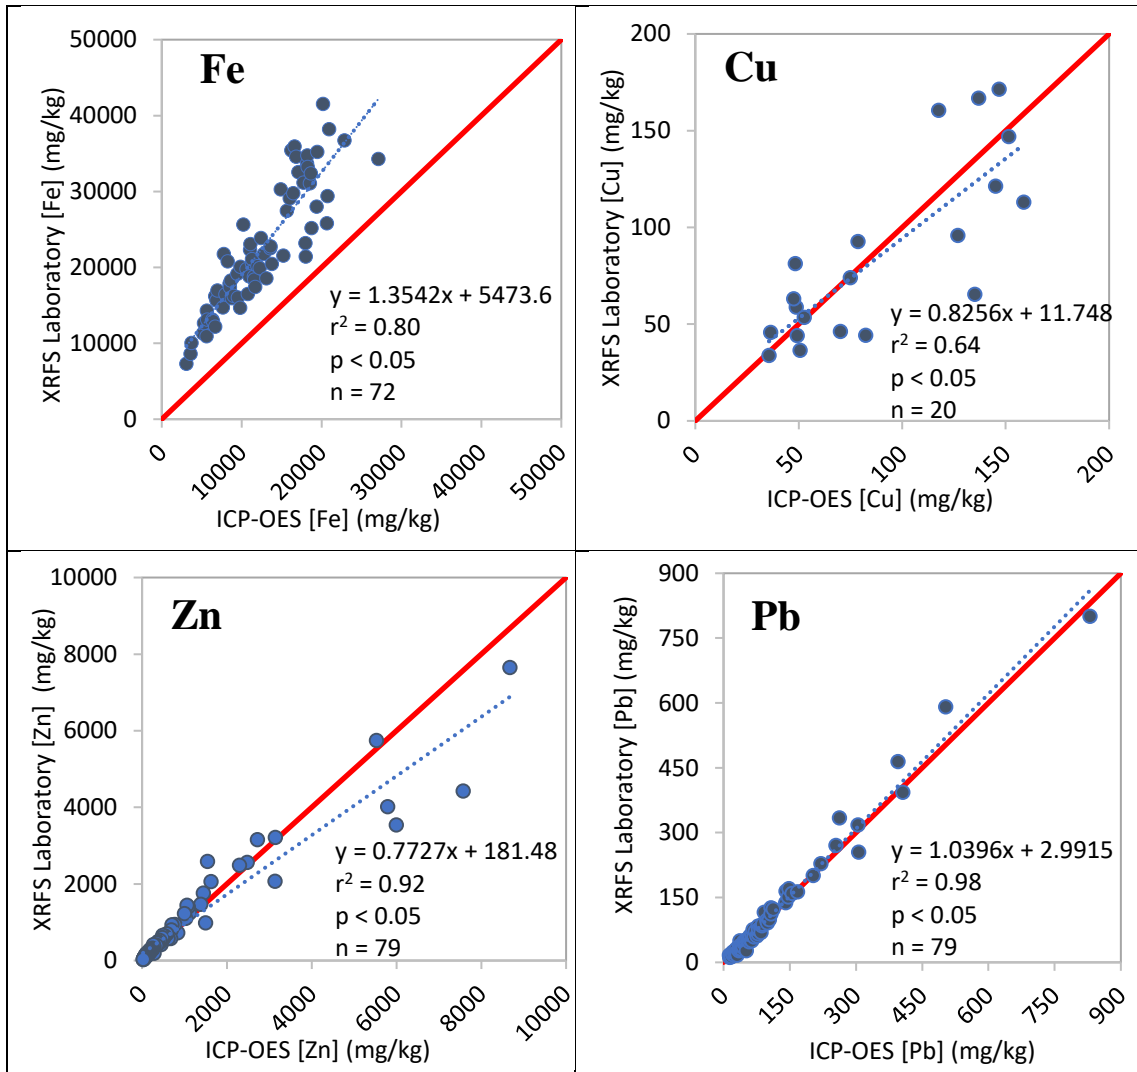 Fe
XRFS Laboratory [Fe] (mg/kg)
50000
40000
30000
20000
10000
0
y = 1.3542x + 5473.6
r² = 0.80
p < 0.05
n = 72
0
10000
20000
30000
40000
50000
ICP-OES [Fe] (mg/kg)
Cu
XRFS Laboratory [Cu] (mg/kg)
200
150
100
50
0
y = 0.8256x + 11.748
r² = 0.64
p < 0.05
n = 20
0
50
100
150
200
ICP-OES [Cu] (mg/kg)
Zn
XRFS Laboratory [Zn] (mg/kg)
10000
8000
6000
4000
2000
0
y = 0.7727x + 181.48
r² = 0.92
p < 0.05
n = 79
0
2000
4000
6000
8000
10000
ICP-OES [Zn] (mg/kg)
Pb
XRFS Laboratory [Pb] (mg/kg)
900
750
600
450
300
150
0
y = 1.0396x + 2.9915
r² = 0.98
p < 0.05
n = 79
0
150
300
450
600
750
900
ICP-OES [Pb] (mg/kg)